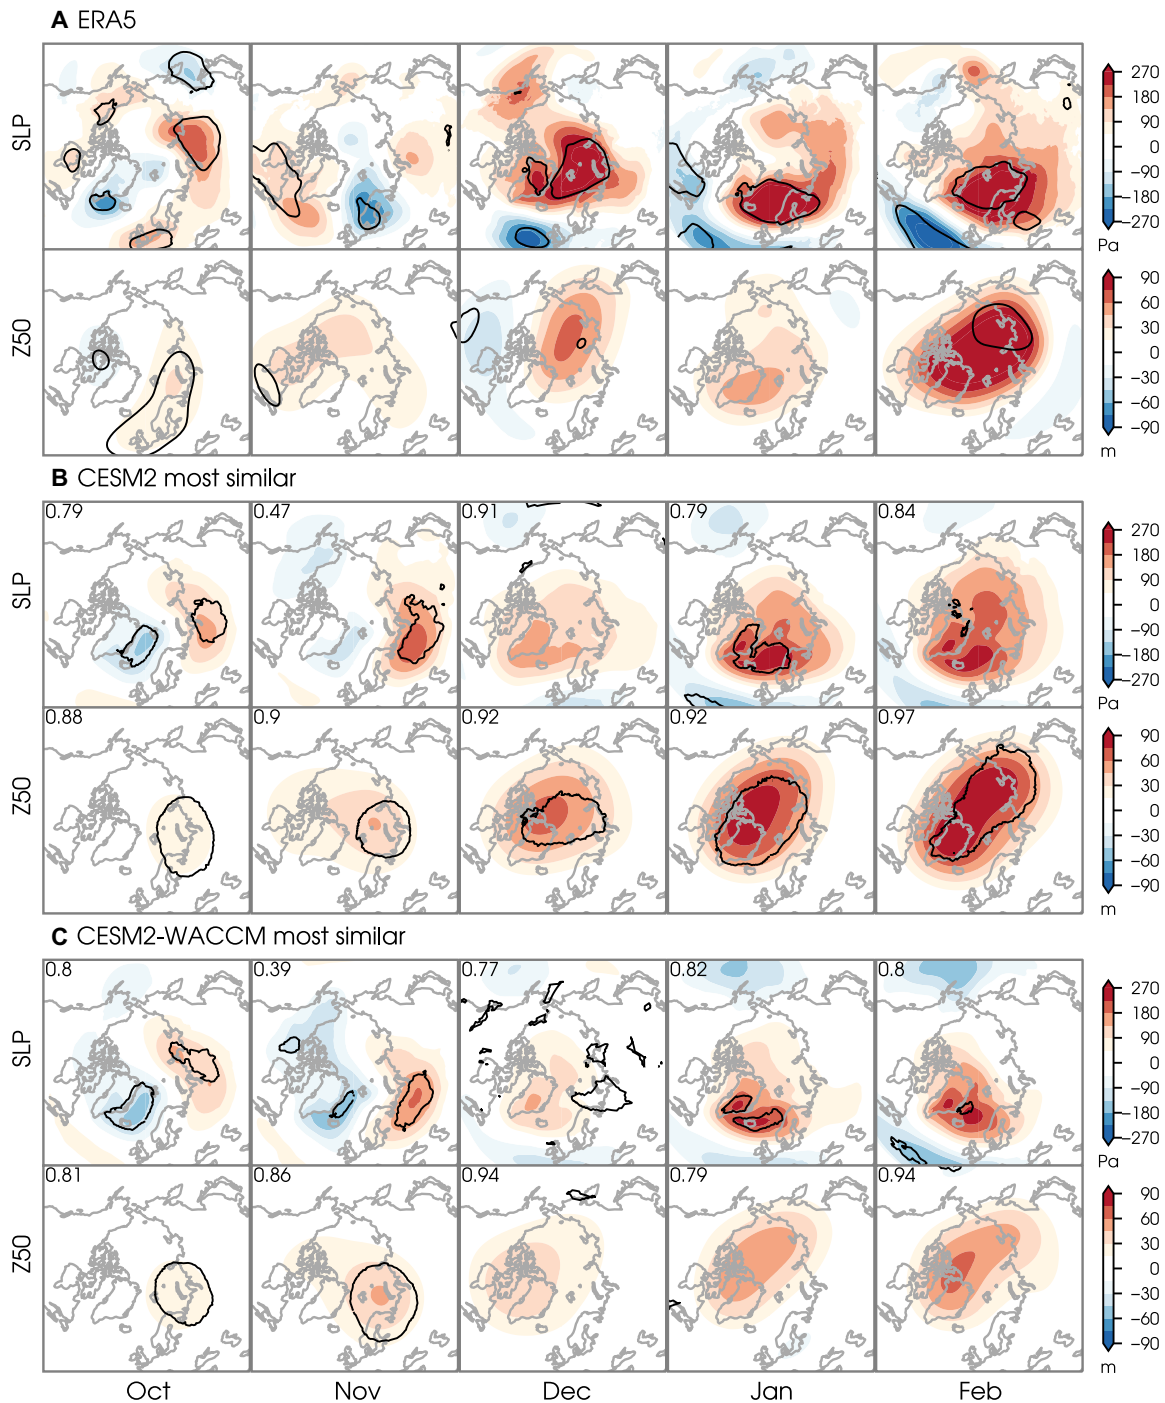 A ERA5
SLP
270
180
90
0
−90
−180
−270
Pa
Z50
90
60
30
0
−30
−60
−90
m
B CESM2 most similar
SLP
0.79 0.47 0.91 0.79 0.84
270
180
90
0
−90
−180
−270
Pa
Z50
0.88 0.9 0.92 0.92 0.97
90
60
30
0
−30
−60
−90
m
C CESM2-WACCM most similar
SLP
0.8 0.39 0.77 0.82 0.8
270
180
90
0
−90
−180
−270
Pa
Z50
0.81 0.86 0.94 0.79 0.94
90
60
30
0
−30
−60
−90
m
Oct Nov Dec Jan Feb